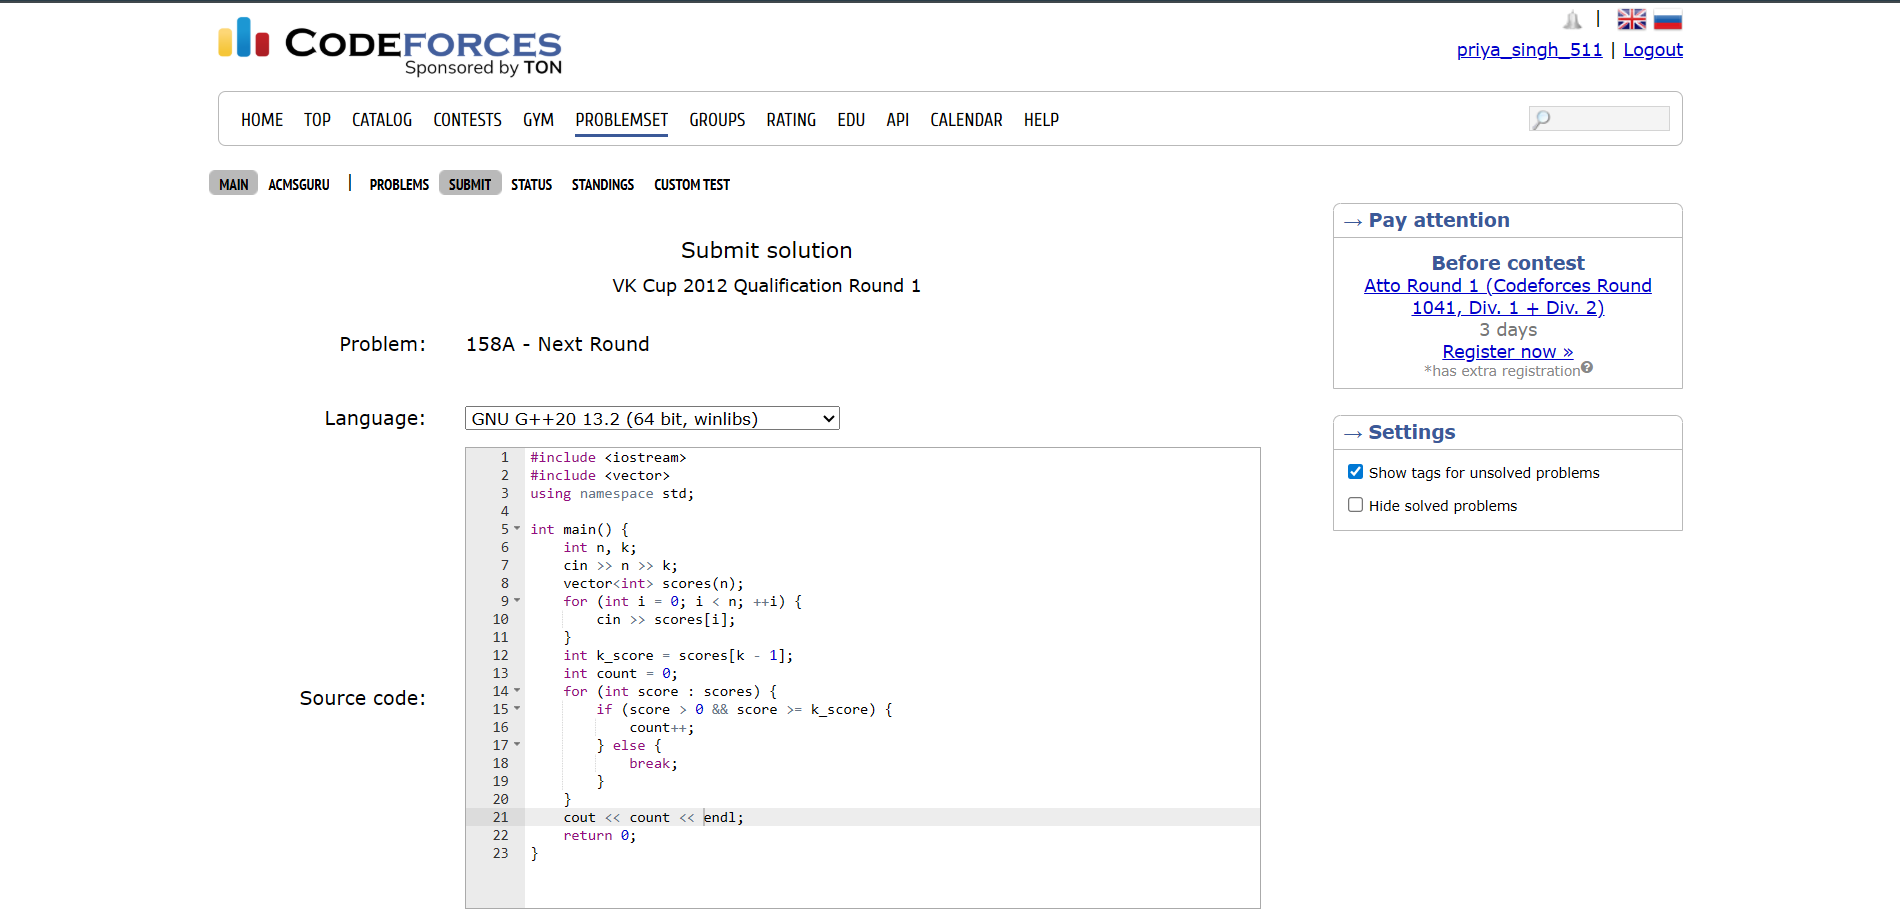 CODEFORCES
Sponsored by TON
priya_singh_511 | Logout
HOME TOP CATALOG CONTESTS GYM PROBLEMSET GROUPS RATING EDU API CALENDAR HELP
MAIN ACMSGURU | PROBLEMS SUBMIT STATUS STANDINGS CUSTOM TEST
Submit solution
VK Cup 2012 Qualification Round 1
Problem: 158A - Next Round
Language: GNU G++20 13.2 (64 bit, winlibs)
Source code:
1 #include <iostream>
2 #include <vector>
3 using namespace std;
4
5 int main() {
6     int n, k;
7     cin >> n >> k;
8     vector<int> scores(n);
9     for (int i = 0; i < n; ++i) {
10         cin >> scores[i];
11     }
12     int k_score = scores[k - 1];
13     int count = 0;
14     for (int score : scores) {
15         if (score > 0 && score >= k_score) {
16             count++;
17         } else {
18             break;
19         }
20     }
21     cout << count << endl;
22     return 0;
23 }
→ Pay attention
Before contest
Atto Round 1 (Codeforces Round
1041, Div. 1 + Div. 2)
3 days
Register now »
*has extra registration?
→ Settings
Show tags for unsolved problems
Hide solved problems